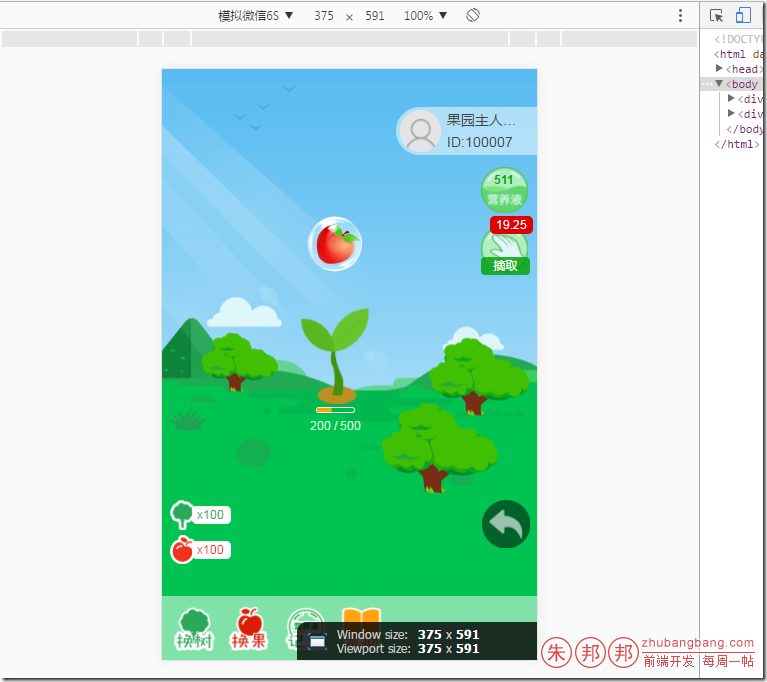 模拟微信6S ▼ 375 × 591 100% ▼
<!DOCTYP
<html da
▶<head>
···▼<body
▶<div
▶<div
</body
</html>
果园主人...
ID:100007
511
营养液
19.25
摘取
200 / 500
x100
x100
换树
换果
Window size: 375 x 591
Viewport size: 375 x 591
朱邦邦
zhubangbang.com
前端开发 每周一帖